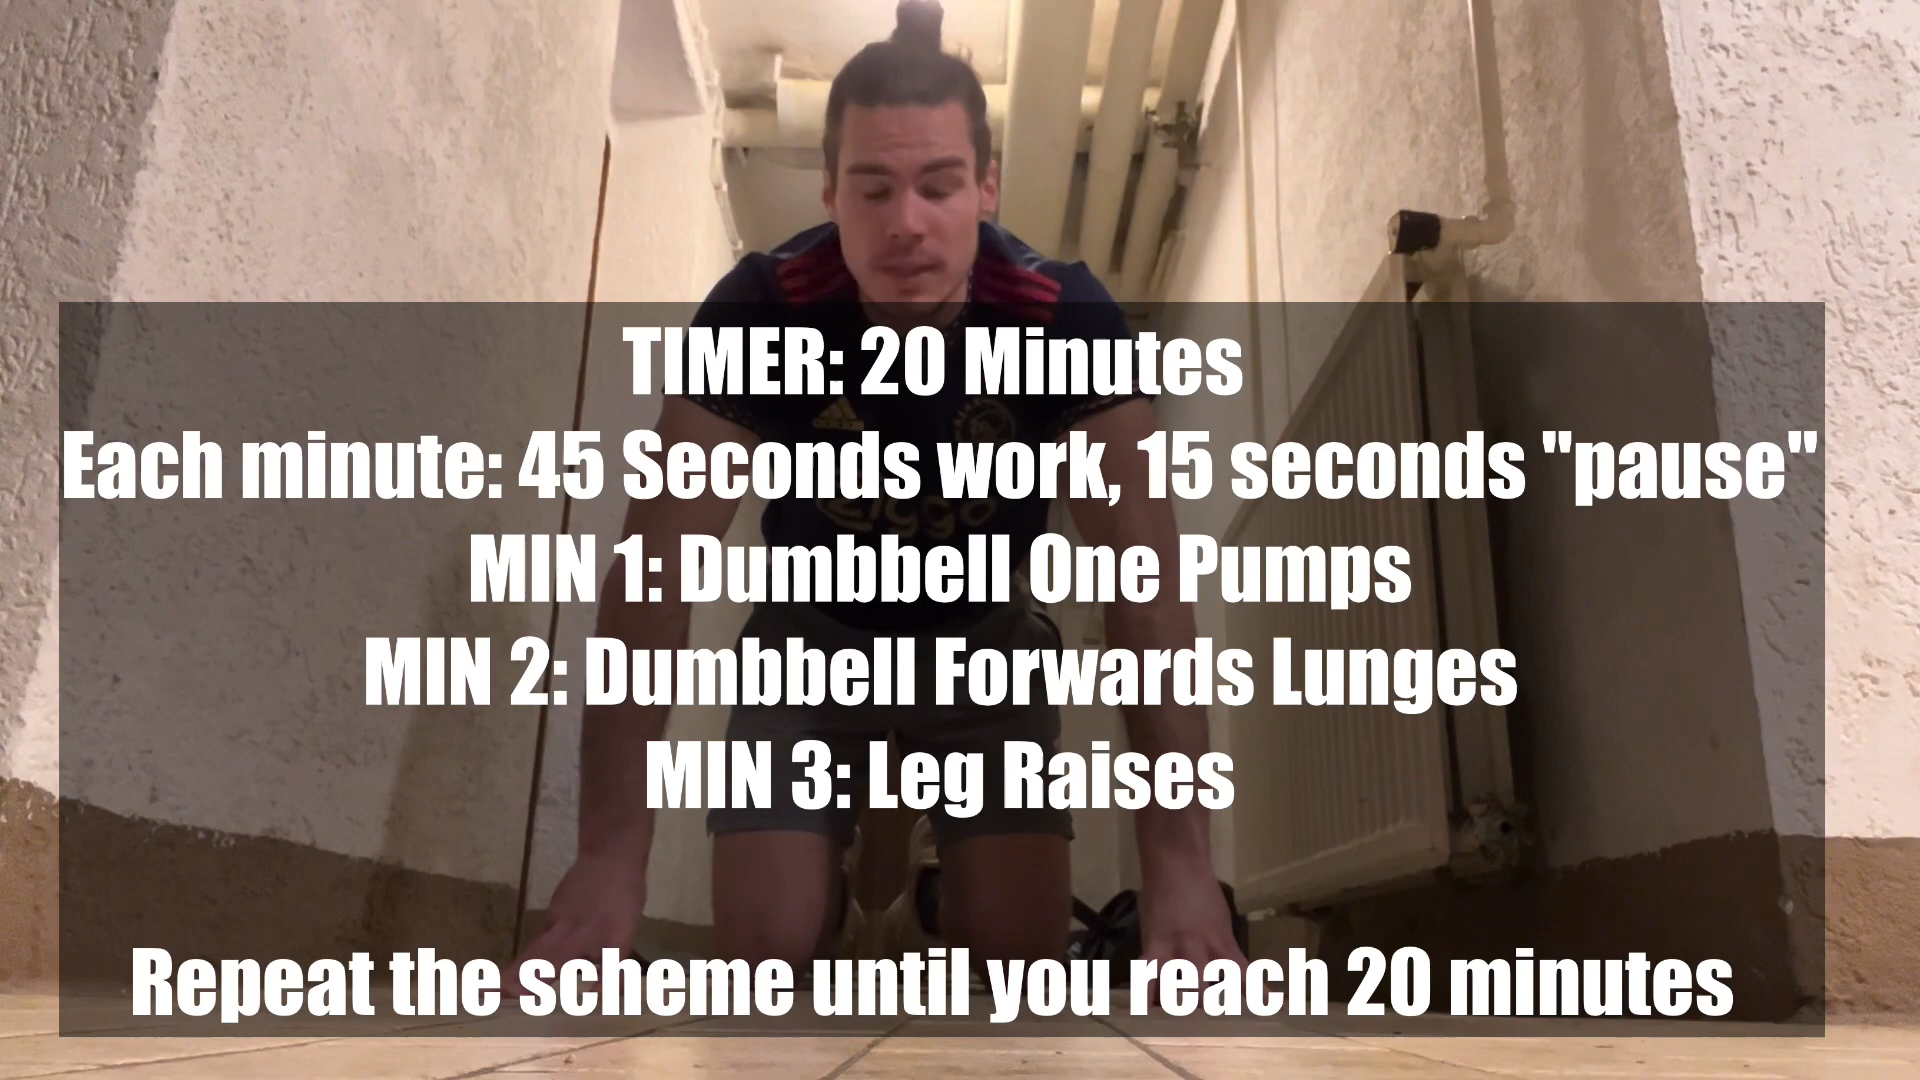 TIMER: 20 Minutes
Each minute: 45 Seconds work, 15 seconds "pause"
MIN 1: Dumbbell One Pumps
MIN 2: Dumbbell Forwards Lunges
MIN 3: Leg Raises
Ziggo
Repeat the scheme until you reach 20 minutes